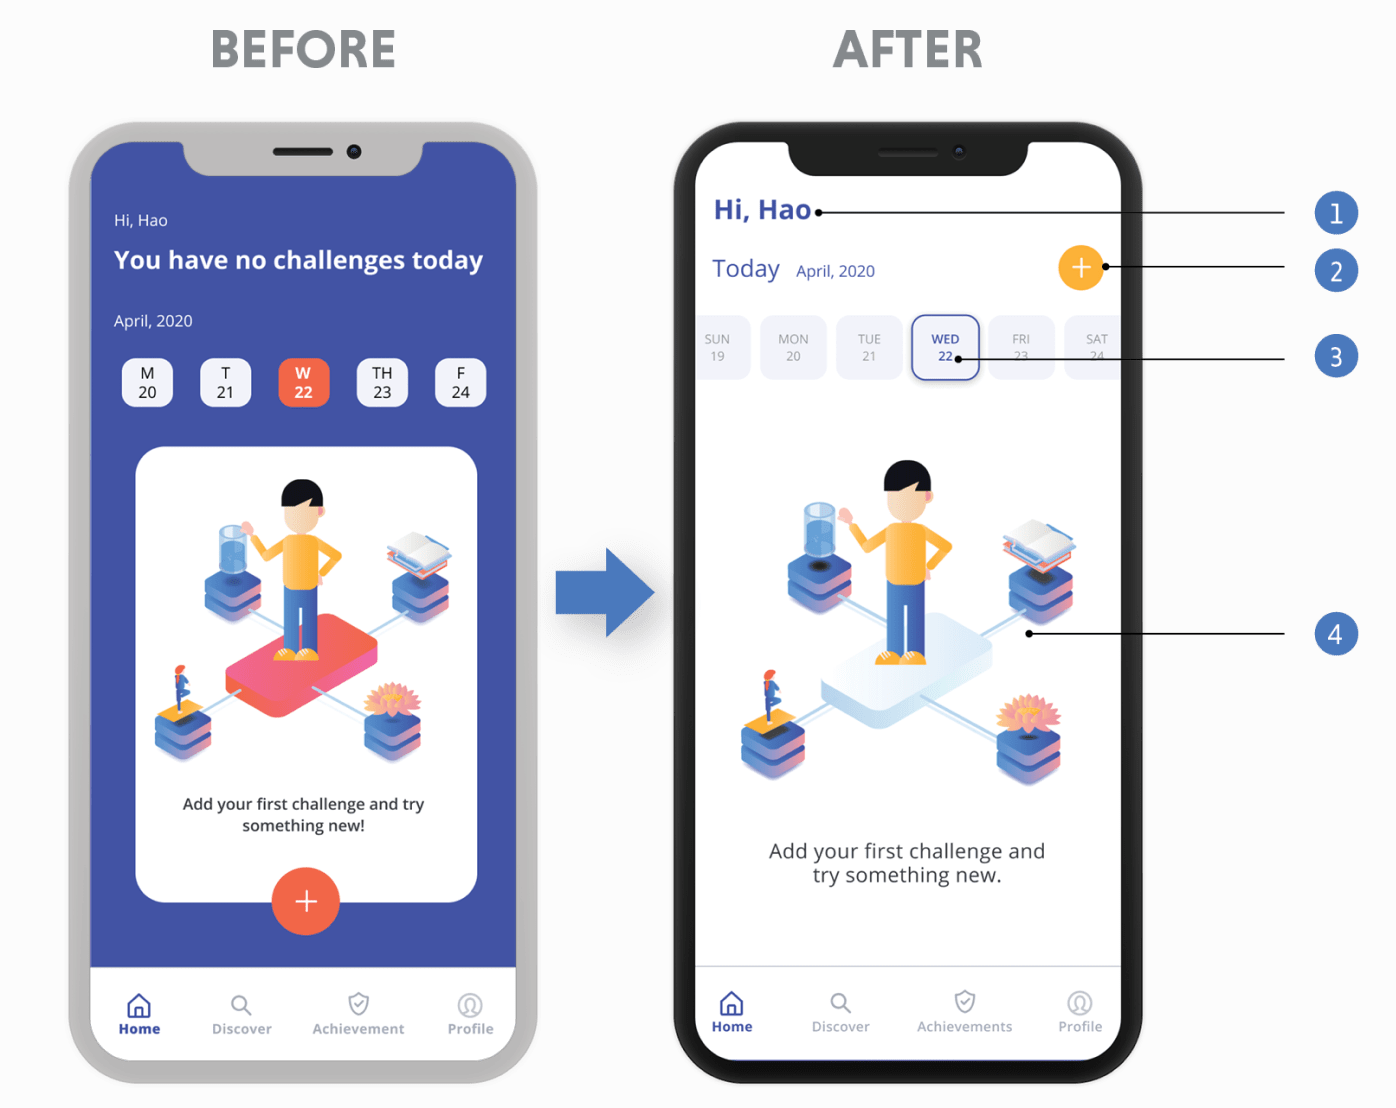 BEFORE
AFTER
Hi, Hao
You have no challenges today
April, 2020
M
20
T
21
W
22
TH
23
F
24
Add your first challenge and try
something new!
+
Home
Discover
Achievement
Profile
Hi, Hao
Today April, 2020
+
SUN
19
MON
20
TUE
21
WED
22
FRI
23
SAT
24
Add your first challenge and
try something new.
Home
Discover
Achievements
Profile
1
2
3
4